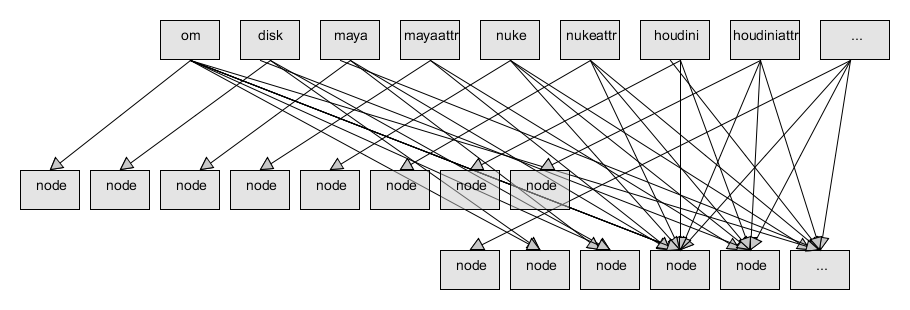 om disk maya mayaattr nuke nukeattr houdini houdiniattr ...
node node node node node node node node
node node node node node ...